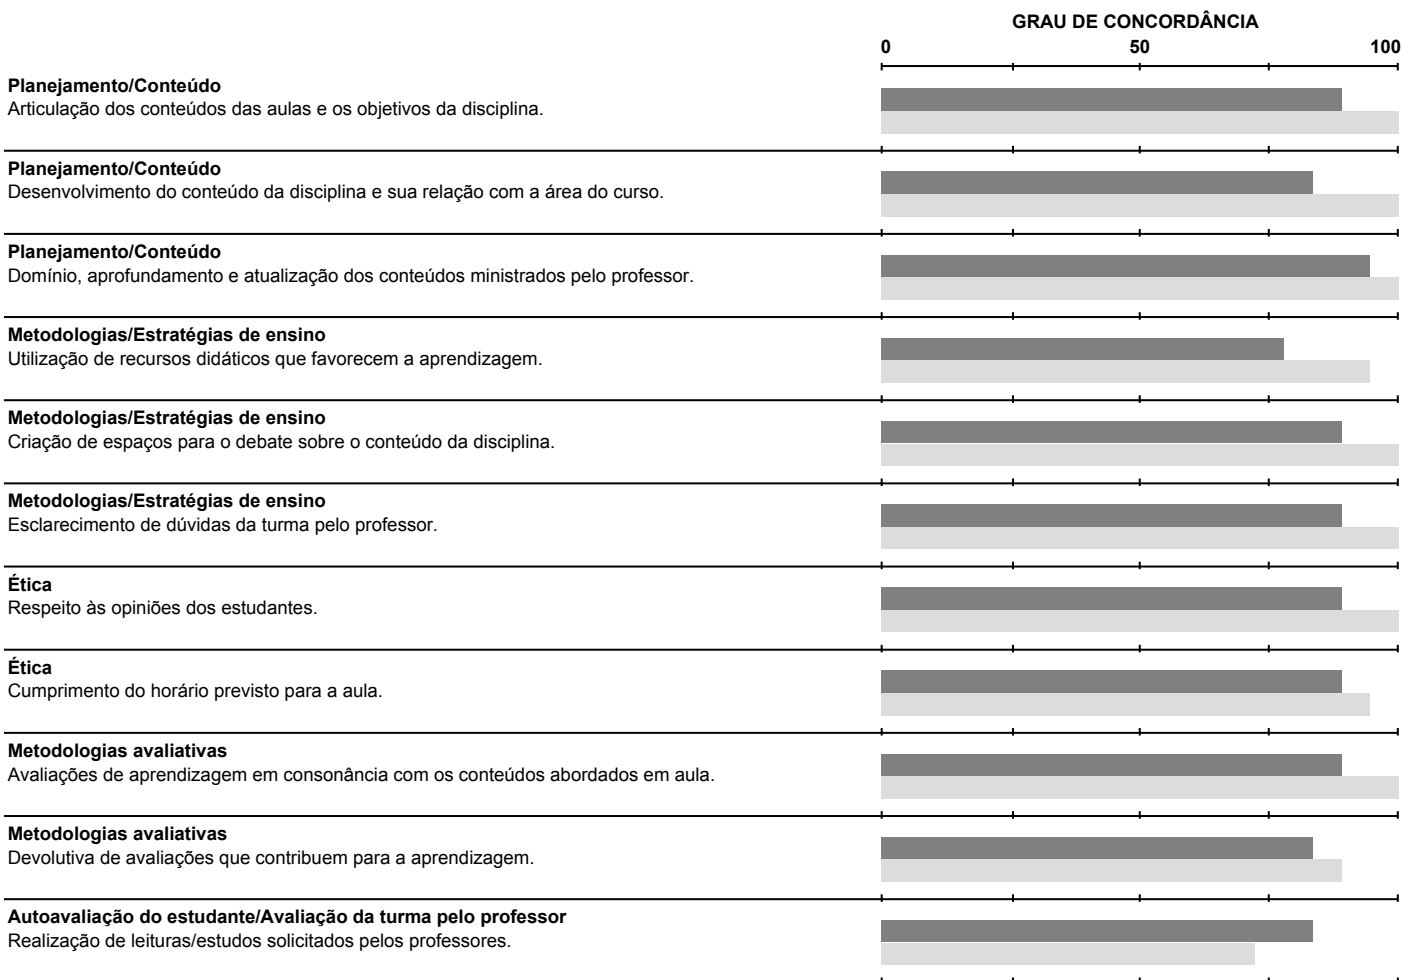 GRAU DE CONCORDÂNCIA
0 50 100
Planejamento/Conteúdo
Articulação dos conteúdos das aulas e os objetivos da disciplina.
Planejamento/Conteúdo
Desenvolvimento do conteúdo da disciplina e sua relação com a área do curso.
Planejamento/Conteúdo
Domínio, aprofundamento e atualização dos conteúdos ministrados pelo professor.
Metodologias/Estratégias de ensino
Utilização de recursos didáticos que favorecem a aprendizagem.
Metodologias/Estratégias de ensino
Criação de espaços para o debate sobre o conteúdo da disciplina.
Metodologias/Estratégias de ensino
Esclarecimento de dúvidas da turma pelo professor.
Ética
Respeito às opiniões dos estudantes.
Ética
Cumprimento do horário previsto para a aula.
Metodologias avaliativas
Avaliações de aprendizagem em consonância com os conteúdos abordados em aula.
Metodologias avaliativas
Devolutiva de avaliações que contribuem para a aprendizagem.
Autoavaliação do estudante/Avaliação da turma pelo professor
Realização de leituras/estudos solicitados pelos professores.